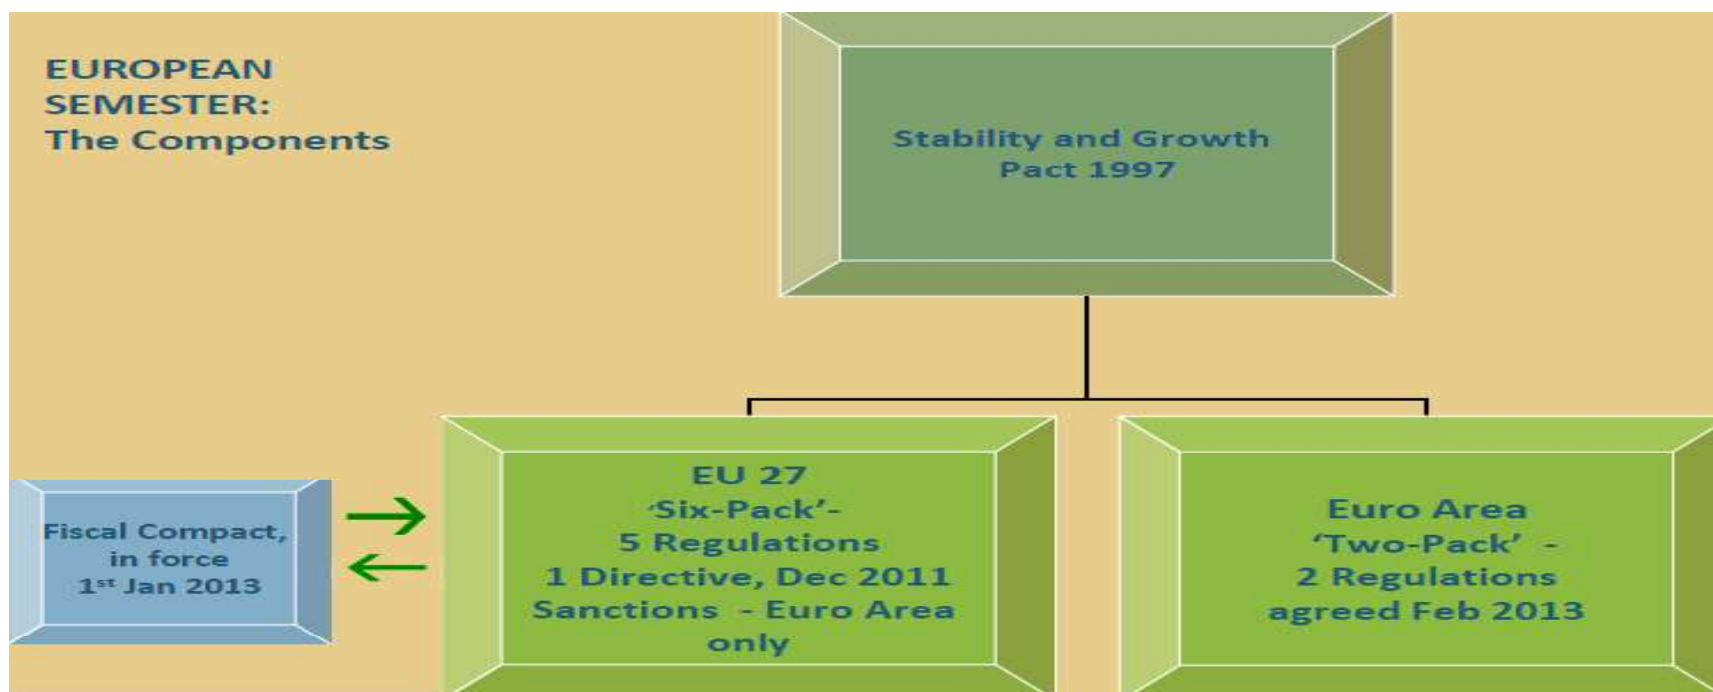 EUROPEAN
SEMESTER:
The Components
Stability and Growth
Pact 1997
Fiscal Compact,
in force
1st Jan 2013
EU 27
‘Six-Pack’-
5 Regulations
1 Directive, Dec 2011
Sanctions - Euro Area
only
Euro Area
‘Two-Pack’ -
2 Regulations
agreed Feb 2013